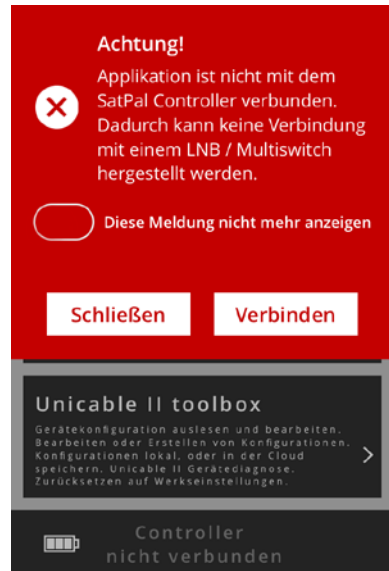 Achtung!
Applikation ist nicht mit dem
SatPal Controller verbunden.
Dadurch kann keine Verbindung
mit einem LNB / Multiswitch
hergestellt werden.
Diese Meldung nicht mehr anzeigen
Schließen
Verbinden
Unicable II toolbox
Gerätekonfiguration auslesen und bearbeiten.
Bearbeiten oder Erstellen von Konfigurationen.
Konfigurationen lokal, oder in der Cloud
speichern. Unicable II Gerätediagnose.
Zurücksetzen auf Werkseinstellungen.
Controller
nicht verbunden